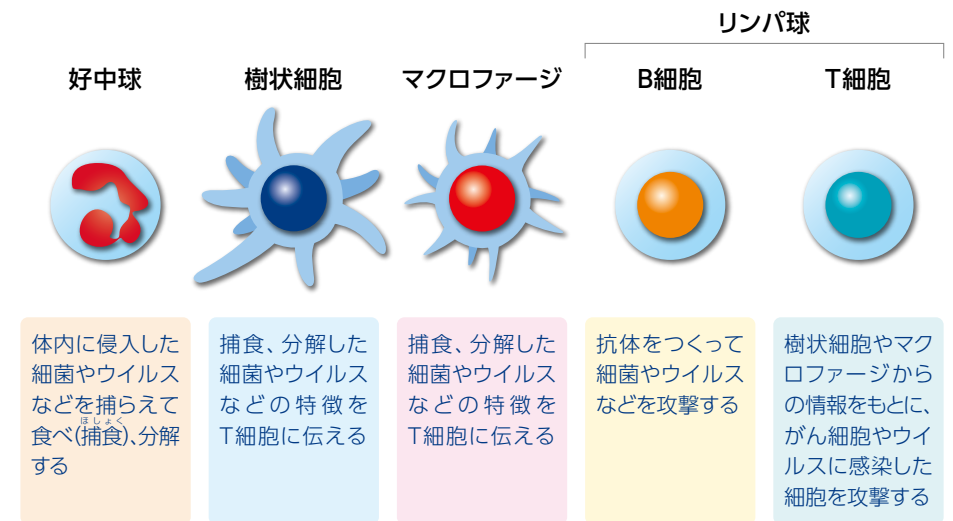 リンパ球
好中球
樹状細胞
マクロファージ
B細胞
T細胞
体内に侵入した
細菌やウイルス
などを捕らえて
食べ(捕食)、分解
ほしょく
する
捕食、分解した
細菌やウイルス
などの特徴を
T細胞に伝える
捕食、分解した
細菌やウイルス
などの特徴を
T細胞に伝える
抗体をつくって
細菌やウイルス
などを攻撃する
樹状細胞やマク
ロファージから
の情報をもとに、
がん細胞やウイ
ルスに感染した
細胞を攻撃する